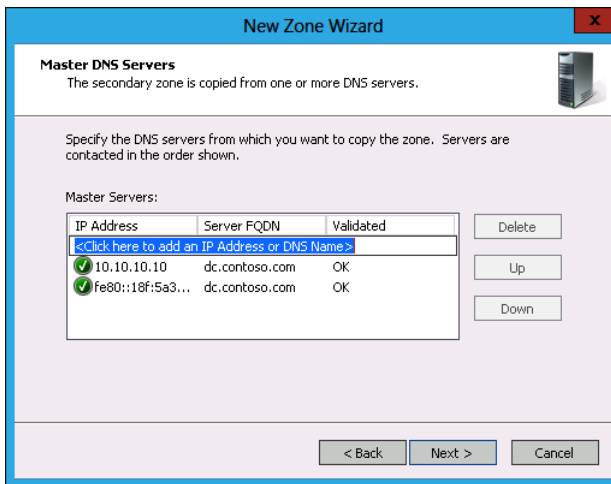 New Zone Wizard
x
Master DNS Servers
The secondary zone is copied from one or more DNS servers.
Specify the DNS servers from which you want to copy the zone. Servers are
contacted in the order shown.
Master Servers:
IP Address Server FQDN Validated
<Click here to add an IP Address or DNS Name>
10.10.10.10 dc.contoso.com OK
fe80::18f:5a3... dc.contoso.com OK
Delete
Up
Down
< Back Next > Cancel